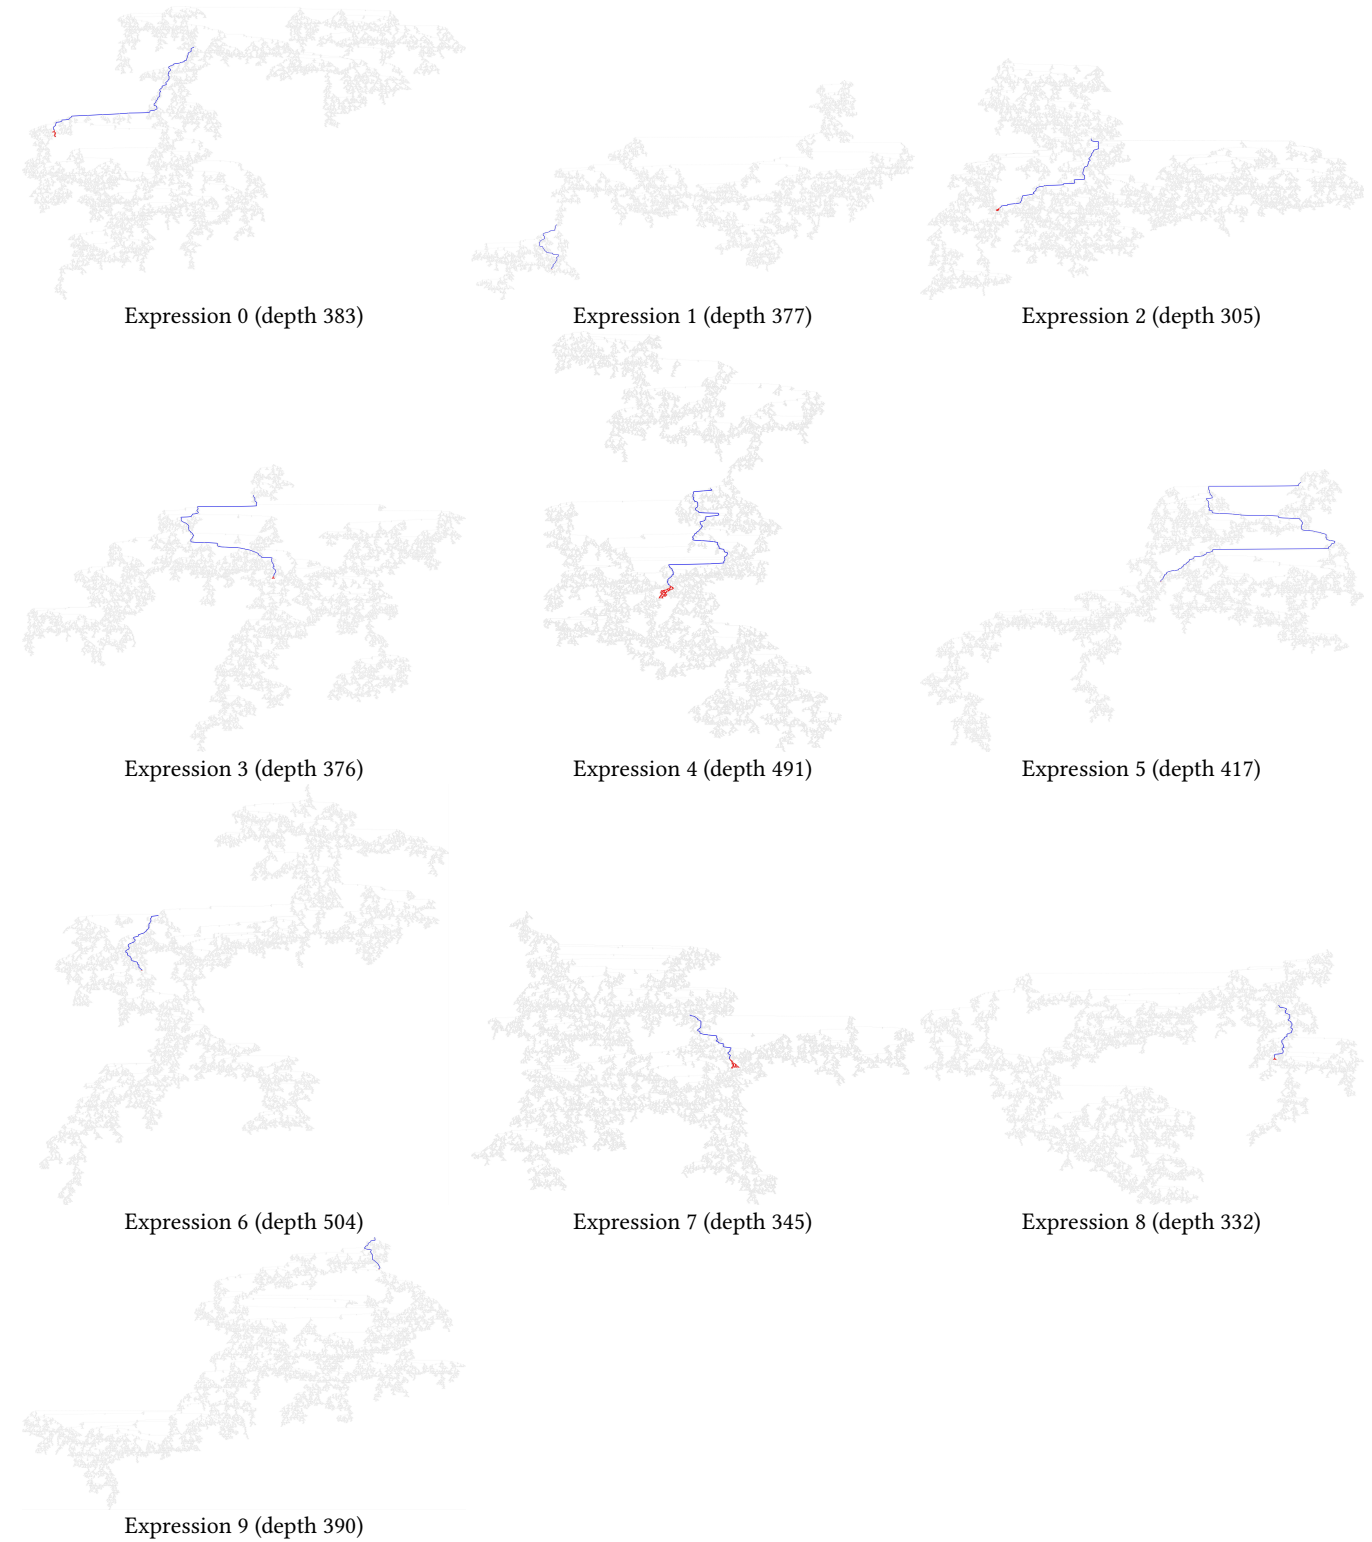 Expression 0 (depth 383)
Expression 1 (depth 377)
Expression 2 (depth 305)
Expression 3 (depth 376)
Expression 4 (depth 491)
Expression 5 (depth 417)
Expression 6 (depth 504)
Expression 7 (depth 345)
Expression 8 (depth 332)
Expression 9 (depth 390)